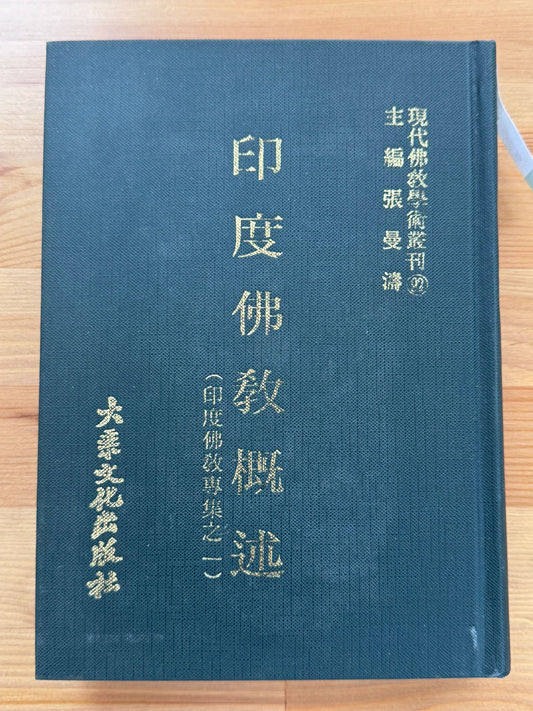 現代佛教學術叢刊㊒
主編張曼濤
印度佛教概述
(印度佛教專集之一)
大乘文化出版社